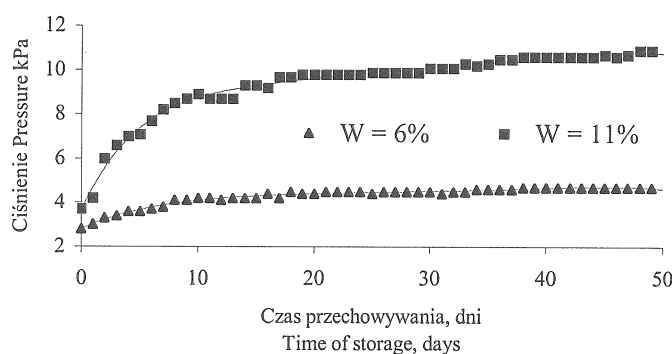 Ciśnienie Pressure kPa
12
10
8
6
4
2
W = 6%
W = 11%
0
10
20
30
40
50
Czas przechowywania, dni
Time of storage, days